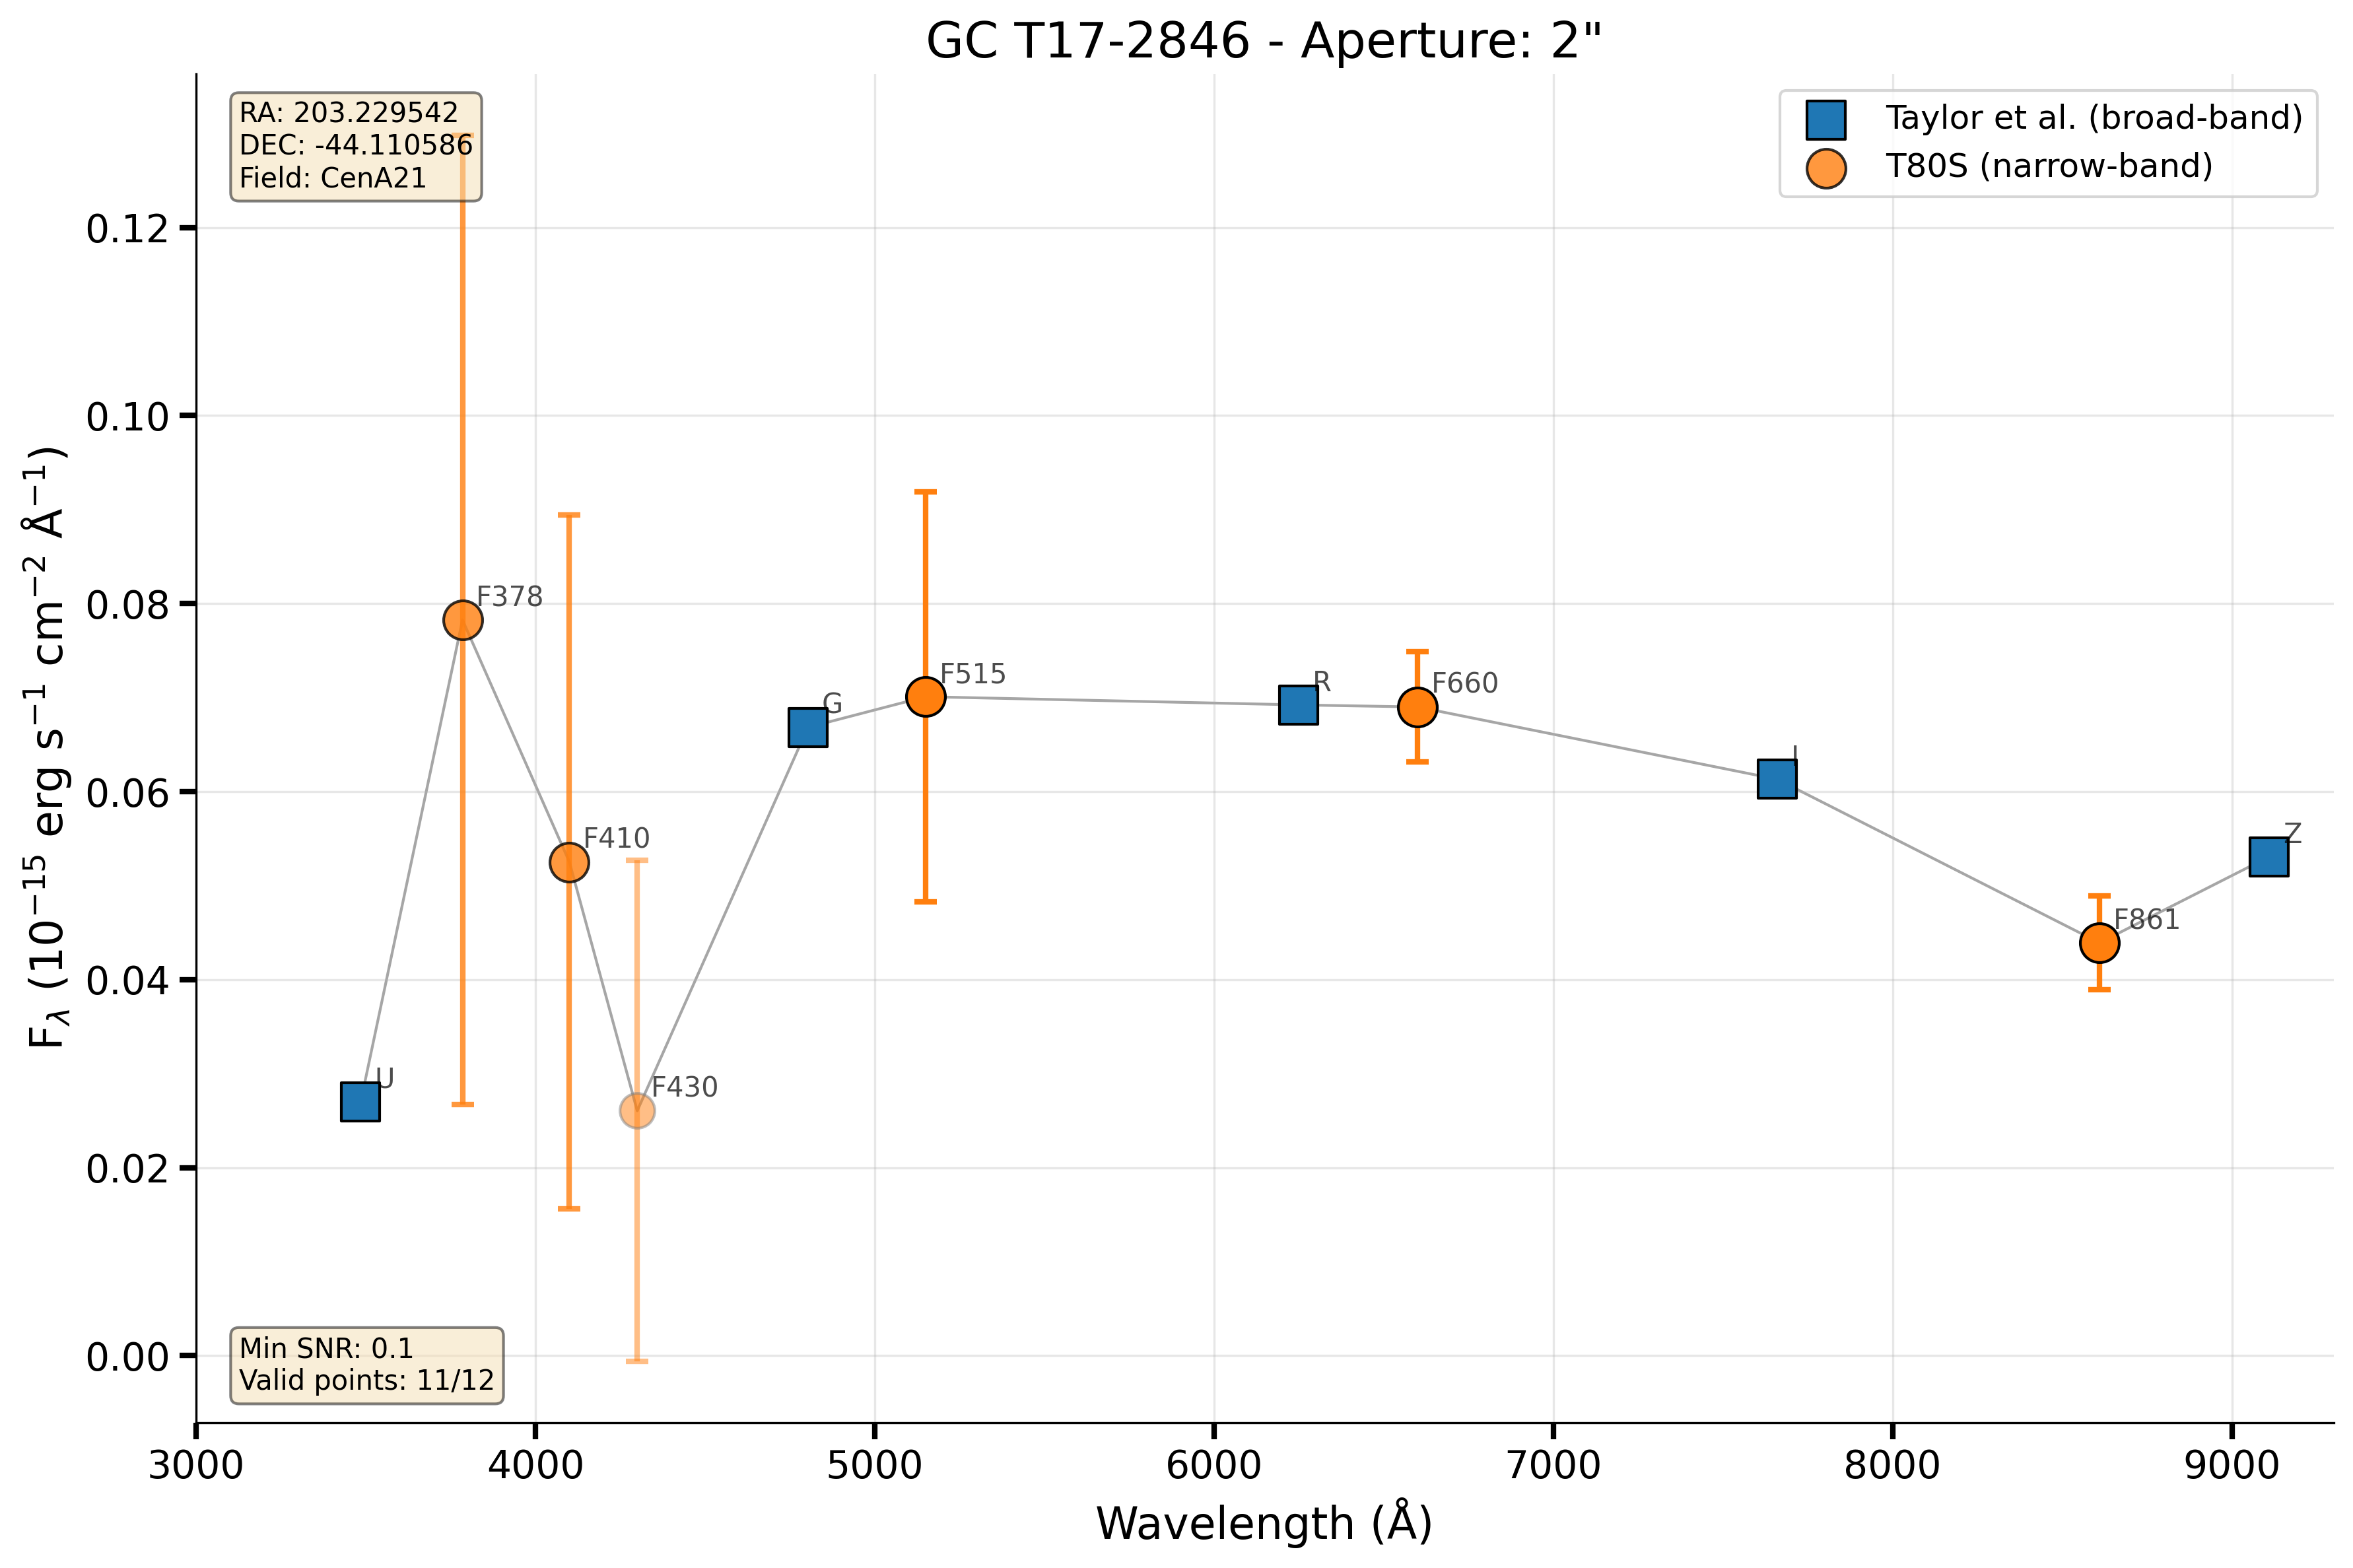 GC T17-2846 - Aperture: 2"
RA: 203.229542
DEC: -44.110586
Field: CenA21
Taylor et al. (broad-band)
T80S (narrow-band)
0.12
0.10
0.08
0.06
0.04
0.02
0.00
F_λ (10⁻¹⁵ erg s⁻¹ cm⁻² Å⁻¹)
U
F378
F410
F430
G
F515
R
F660
I
F861
Z
Min SNR: 0.1
Valid points: 11/12
3000 4000 5000 6000 7000 8000 9000
Wavelength (Å)